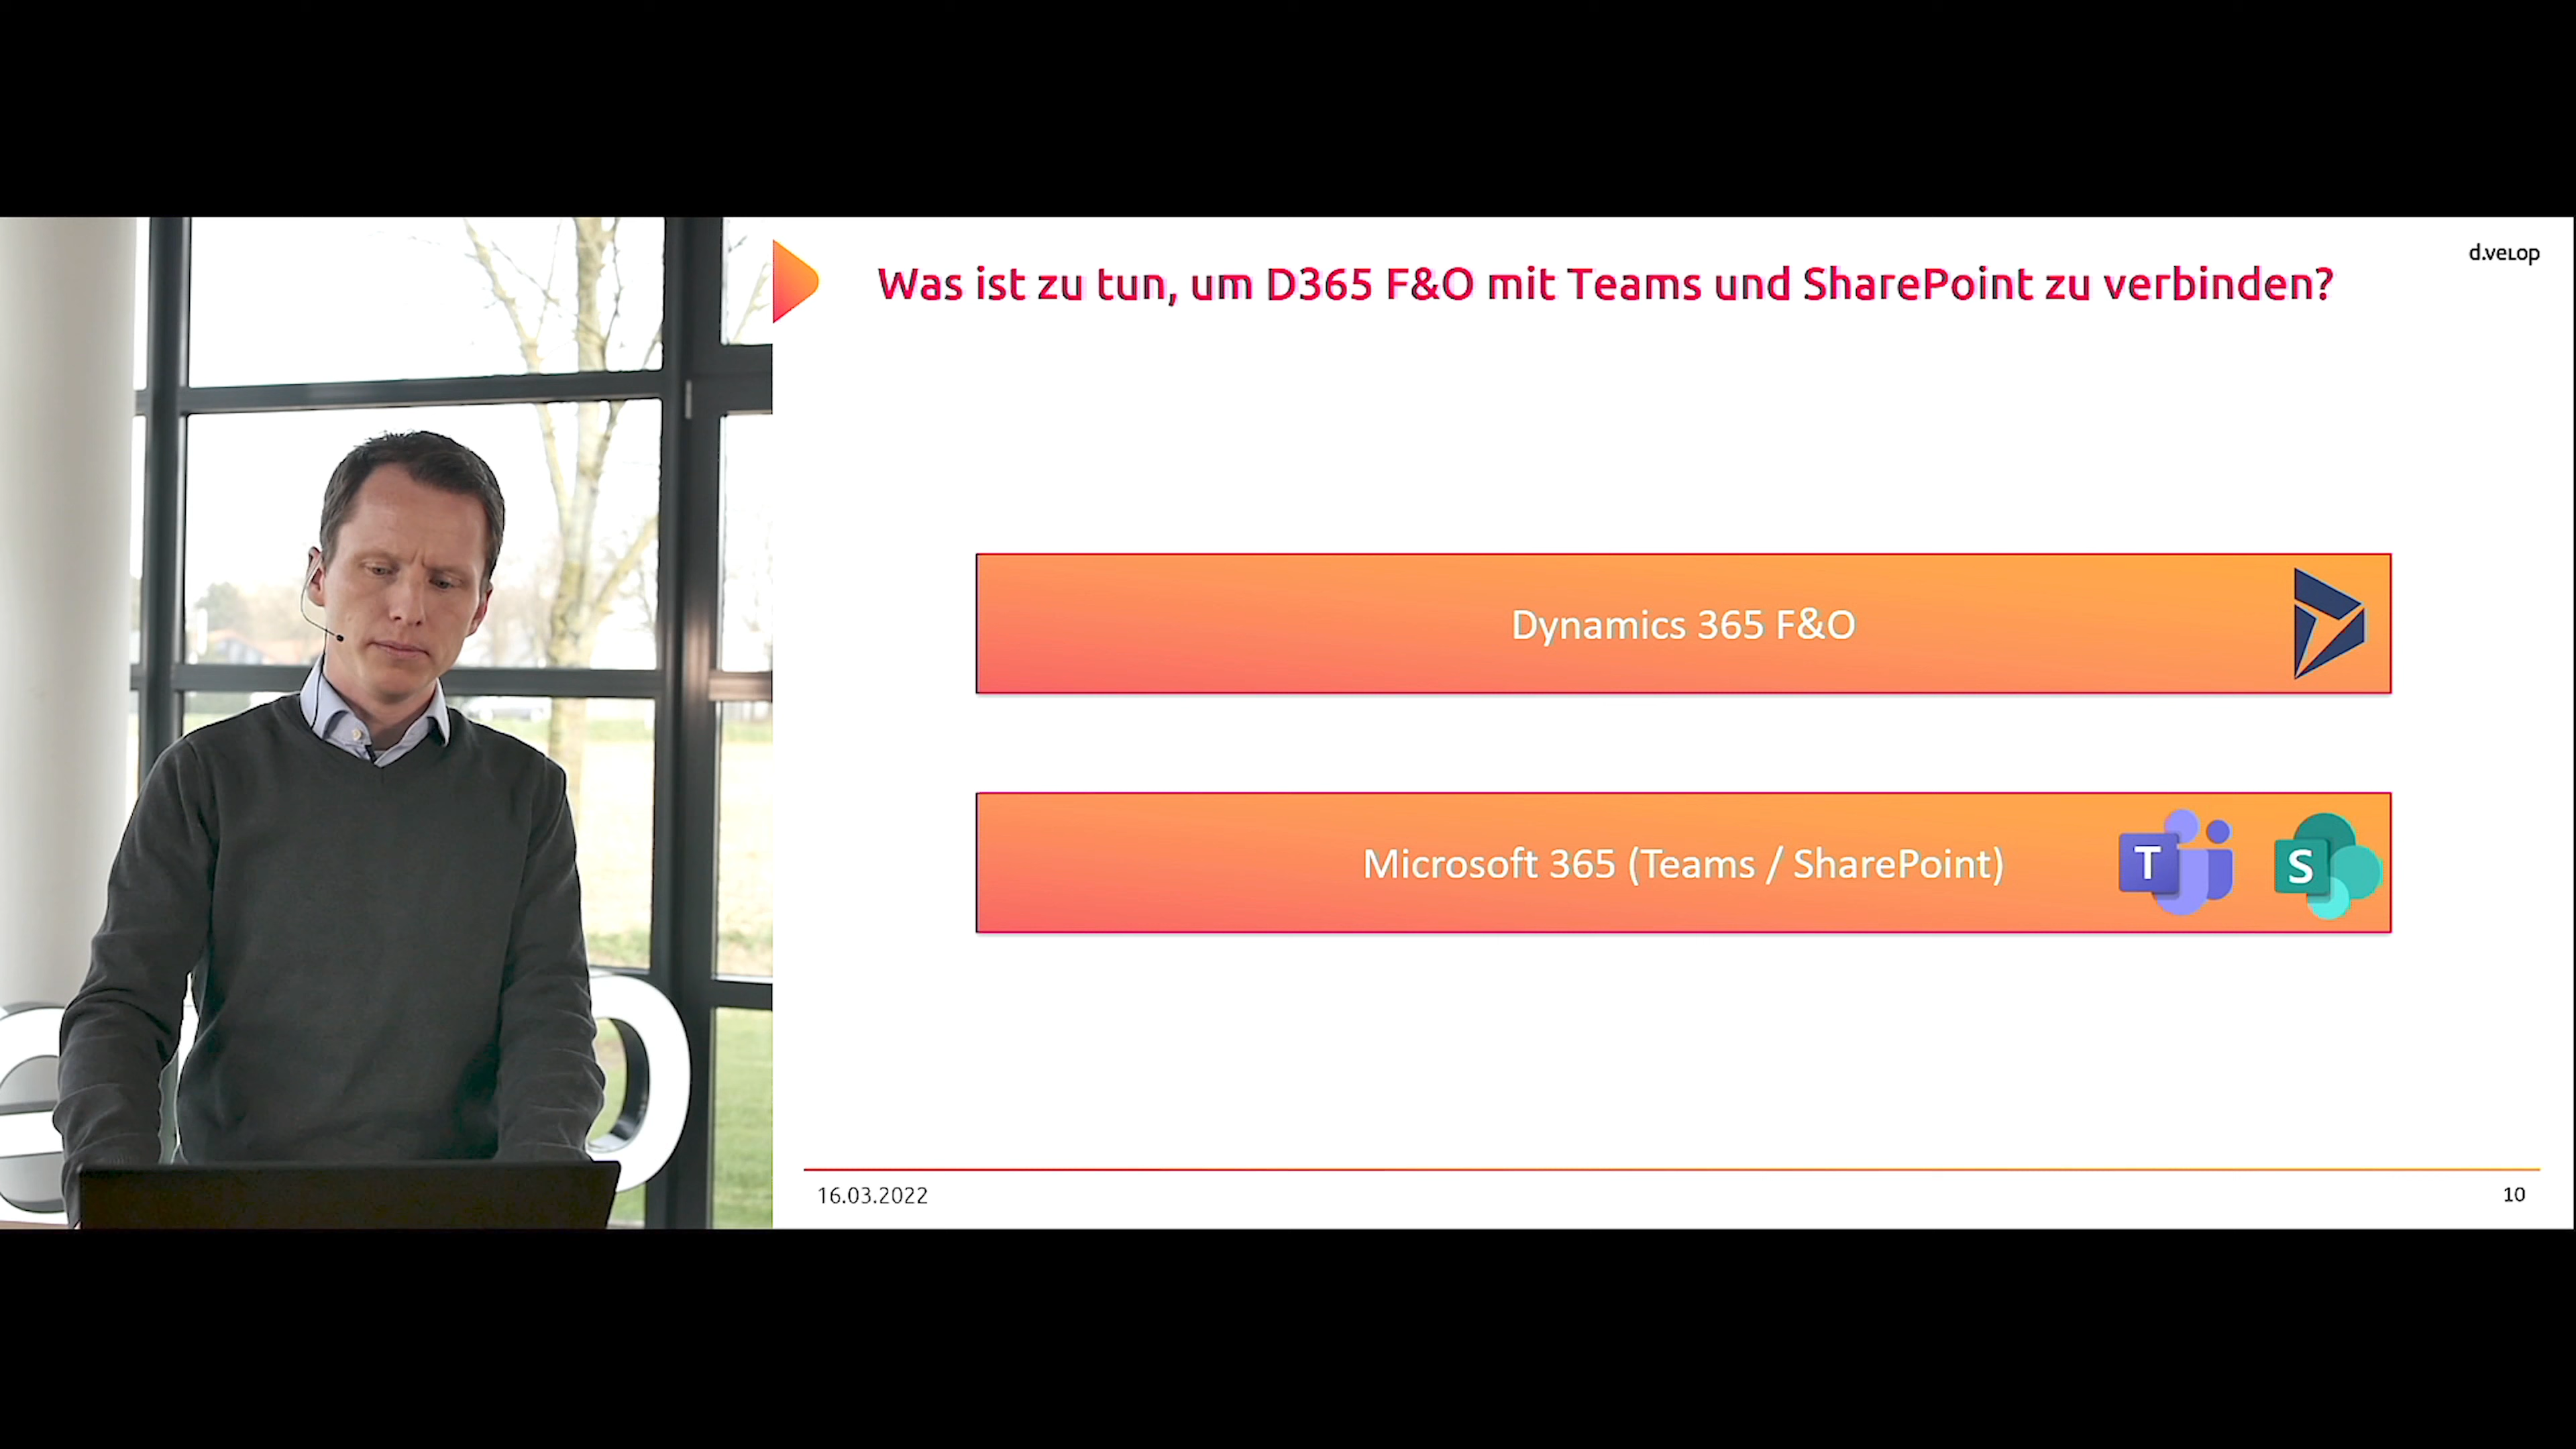 d.velop
Was ist zu tun, um D365 F&O mit Teams und SharePoint zu verbinden?
Dynamics 365 F&O
Microsoft 365 (Teams / SharePoint)
T
S
e
o
16.03.2022
10